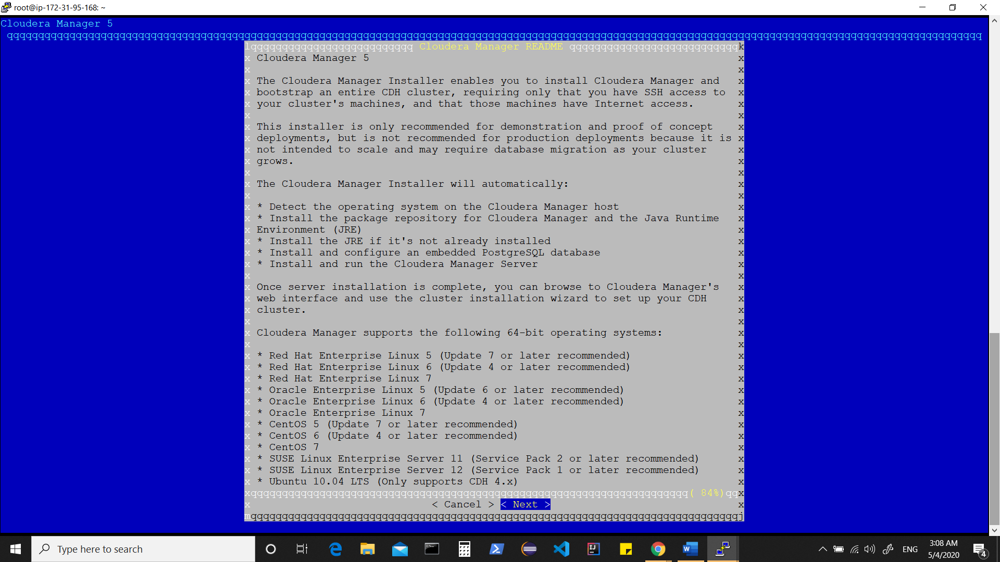 root@ip-172-31-95-168: ~
Cloudera Manager 5
Cloudera Manager README
Cloudera Manager 5
The Cloudera Manager Installer enables you to install Cloudera Manager and
bootstrap an entire CDH cluster, requiring only that you have SSH access to
your cluster's machines, and that those machines have Internet access.
This installer is only recommended for demonstration and proof of concept
deployments, but is not recommended for production deployments because it is
not intended to scale and may require database migration as your cluster
grows.
The Cloudera Manager Installer will automatically:
* Detect the operating system on the Cloudera Manager host
* Install the package repository for Cloudera Manager and the Java Runtime
Environment (JRE)
* Install the JRE if it's not already installed
* Install and configure an embedded PostgreSQL database
* Install and run the Cloudera Manager Server
Once server installation is complete, you can browse to Cloudera Manager's
web interface and use the cluster installation wizard to set up your CDH
cluster.
Cloudera Manager supports the following 64-bit operating systems:
* Red Hat Enterprise Linux 5 (Update 7 or later recommended)
* Red Hat Enterprise Linux 6 (Update 4 or later recommended)
* Red Hat Enterprise Linux 7
* Oracle Enterprise Linux 5 (Update 6 or later recommended)
* Oracle Enterprise Linux 6 (Update 4 or later recommended)
* Oracle Enterprise Linux 7
* CentOS 5 (Update 7 or later recommended)
* CentOS 6 (Update 4 or later recommended)
* CentOS 7
* SUSE Linux Enterprise Server 11 (Service Pack 2 or later recommended)
* SUSE Linux Enterprise Server 12 (Service Pack 1 or later recommended)
* Ubuntu 10.04 LTS (Only supports CDH 4.x)
( 84%)
< Cancel > < Next >
Type here to search
ENG
3:08 AM
5/4/2020
4